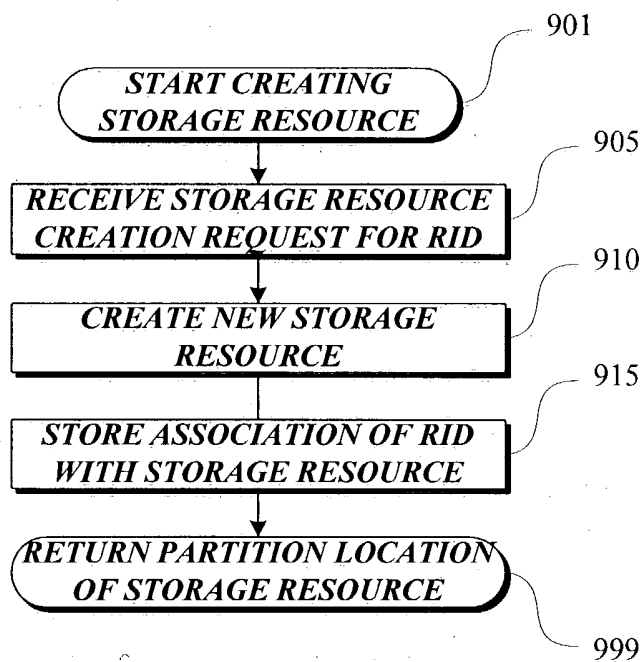 901
START CREATING
STORAGE RESOURCE
905
RECEIVE STORAGE RESOURCE
CREATION REQUEST FOR RID
910
CREATE NEW STORAGE
RESOURCE
915
STORE ASSOCIATION OF RID
WITH STORAGE RESOURCE
RETURN PARTITION LOCATION
OF STORAGE RESOURCE
999